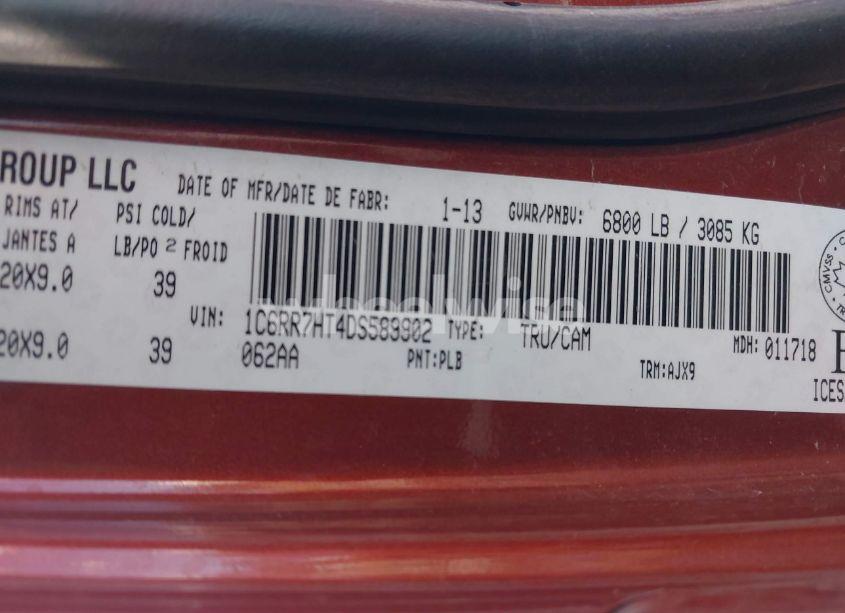 ROUP LLC DATE OF MFR/DATE DE FABR: 1-13 GVWR/PNBV: 6800 LB / 3085 KG
RIMS AT/ PSI COLD/
JANTES A LB/PO 2 FROID
20X9.0 39
VIN: 1C6RR7HT4DS589902 TYPE: TRU/CAM MDH: 011718
20X9.0 39 062AA PNT:PLB TRM:AJX9
ICES
CMVSS
wheelwise